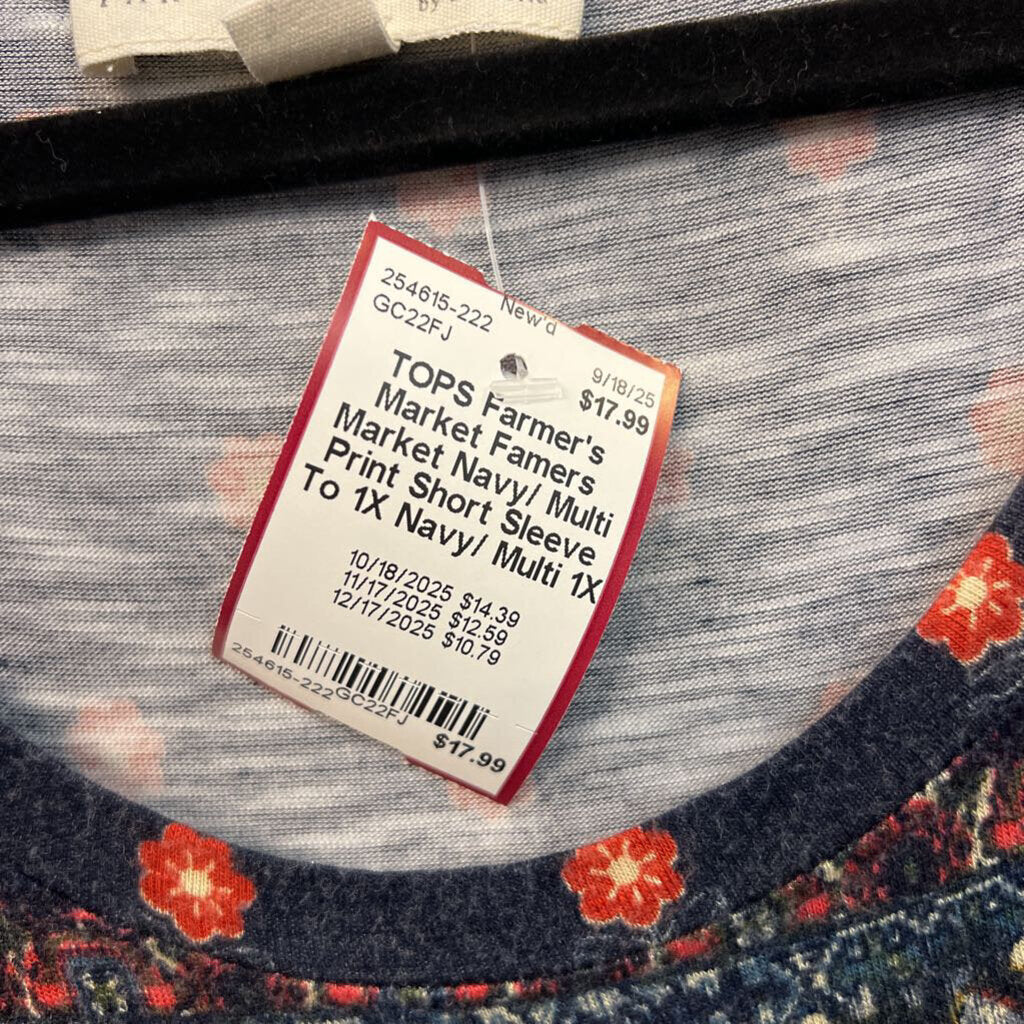 254615-222
GC22FJ
New'd
9/18/25
$17.99
TOPS Farmer's
Market Famers
Market Navy/ Multi
Print Short Sleeve
To 1X Navy/ Multi 1X
10/18/2025 $14.39
11/17/2025 $12.59
12/17/2025 $10.79
254615-222GC22FJ
$17.99